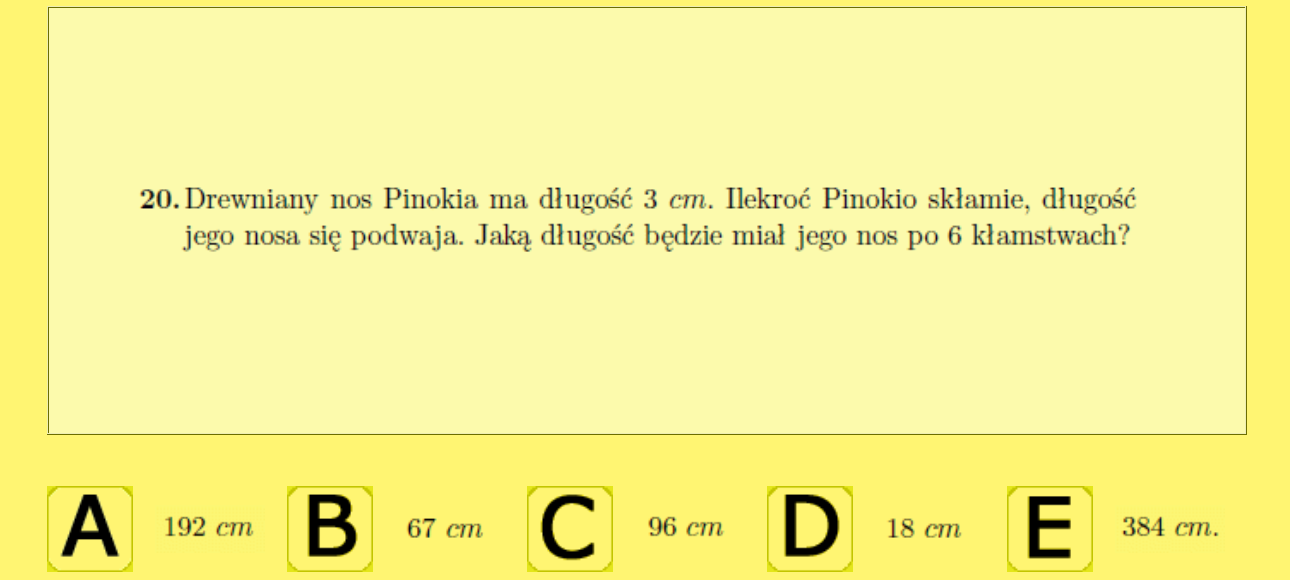 20. Drewniany nos Pinokia ma długość 3 cm. Ilekroć Pinokio skłamie, długość
jego nosa się podwaja. Jaką długość będzie miał jego nos po 6 kłamstwach?
A 192 cm B 67 cm C 96 cm D 18 cm E 384 cm.